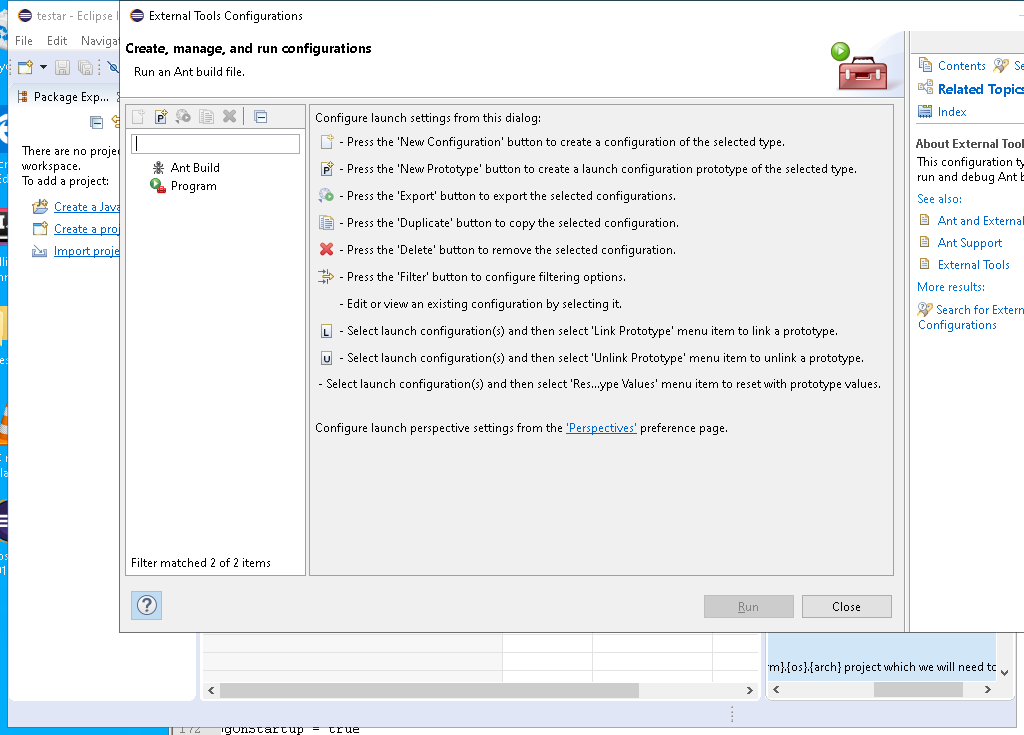 testar - Eclipse I
File Edit Navigat
Package Exp...
There are no projec
workspace.
To add a project:
Create a Java
Create a proj
Import proje
External Tools Configurations
Create, manage, and run configurations
Run an Ant build file.
Ant Build
Program
Filter matched 2 of 2 items
Configure launch settings from this dialog:
- Press the 'New Configuration' button to create a configuration of the selected type.
- Press the 'New Prototype' button to create a launch configuration prototype of the selected type.
- Press the 'Export' button to export the selected configurations.
- Press the 'Duplicate' button to copy the selected configuration.
- Press the 'Delete' button to remove the selected configuration.
- Press the 'Filter' button to configure filtering options.
- Edit or view an existing configuration by selecting it.
L - Select launch configuration(s) and then select 'Link Prototype' menu item to link a prototype.
U - Select launch configuration(s) and then select 'Unlink Prototype' menu item to unlink a prototype.
- Select launch configuration(s) and then select 'Res...ype Values' menu item to reset with prototype values.
Configure launch perspective settings from the 'Perspectives' preference page.
?
Run
Close
Contents Se
Related Topics
Index
About External Tool
This configuration ty
run and debug Ant b
See also:
Ant and External
Ant Support
External Tools
More results:
Search for Extern
Configurations
rm}.{os}.{arch} project which we will need to
172 gOnStartup = true